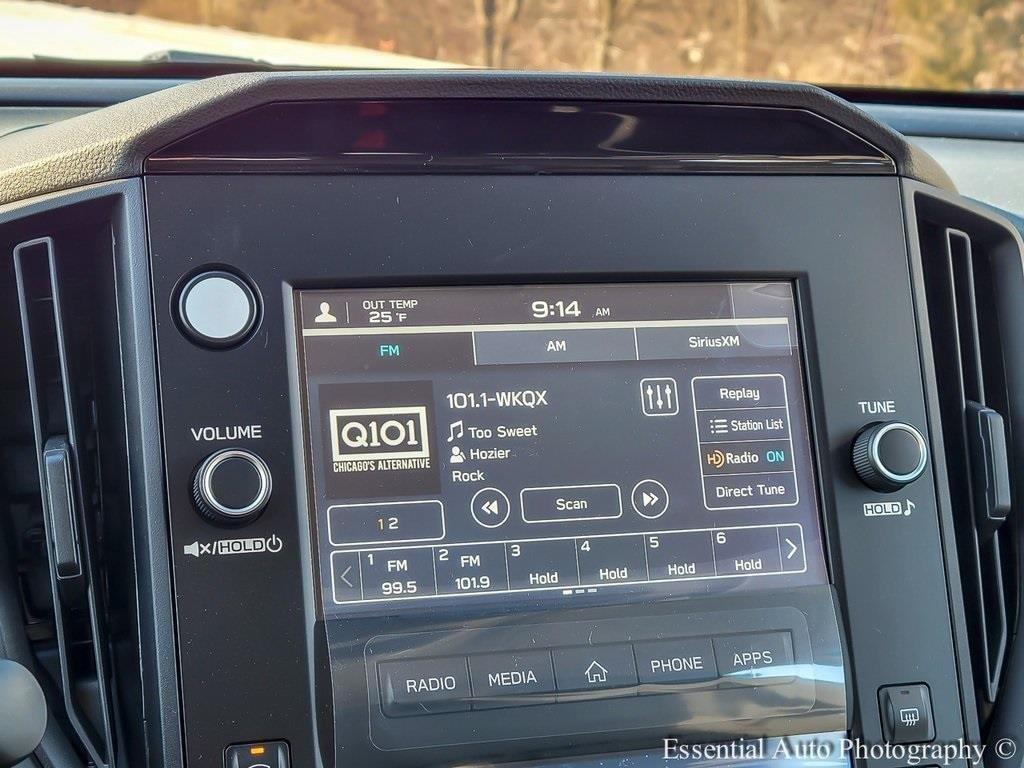 OUT TEMP
25 °F
9:14 AM
FM
AM
SiriusXM
Q101
CHICAGO'S ALTERNATIVE
101.1-WKQX
Too Sweet
Hozier
Rock
Replay
Station List
HD Radio ON
Direct Tune
1 2
Scan
1 FM 99.5
2 FM 101.9
3 Hold
4 Hold
5 Hold
6 Hold
VOLUME
/HOLD
TUNE
HOLD
RADIO
MEDIA
PHONE
APPS
Essential Auto Photography ©